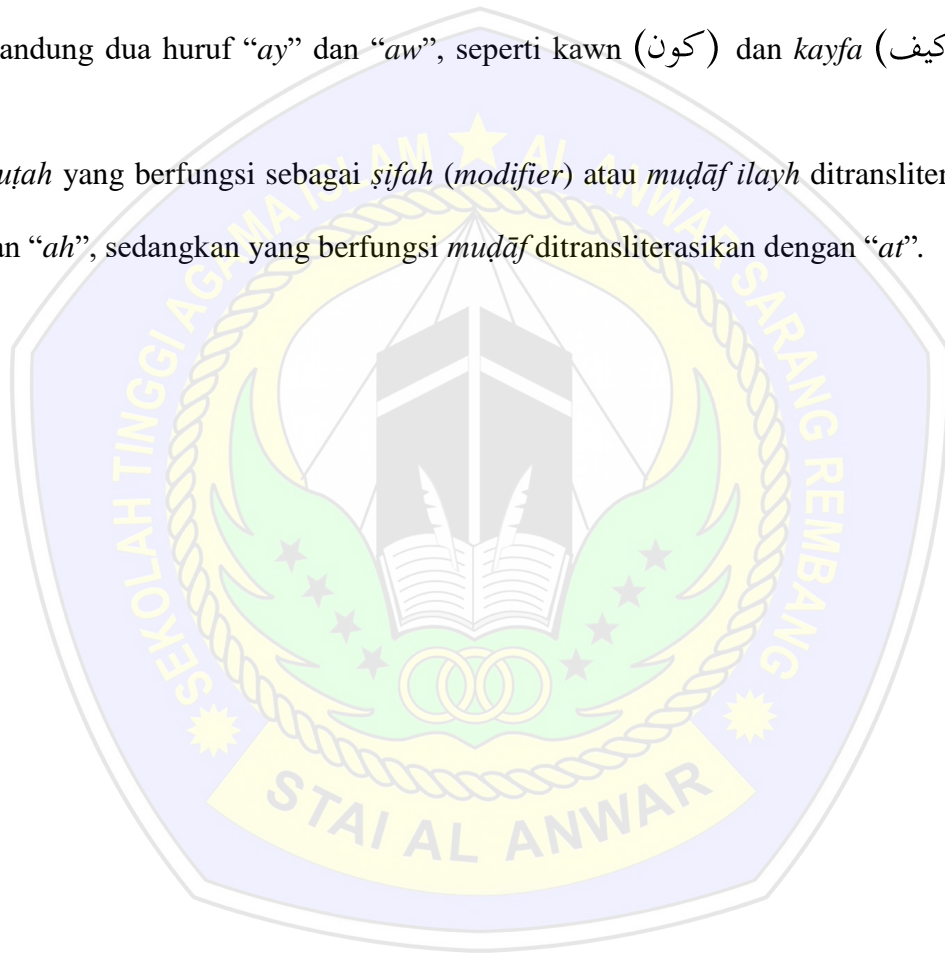 andung dua huruf “ay” dan “aw”, seperti kawn (كون) dan kayfa (كيف
uṭah yang berfungsi sebagai ṣifah (modifier) atau muḍāf ilayh ditransliter
an “ah”, sedangkan yang berfungsi muḍāf ditransliterasikan dengan “at”.
SEKOLAH TINGGI AGAMA ISLAM AL ANWAR SARANG REMBANG
STAI AL ANWAR